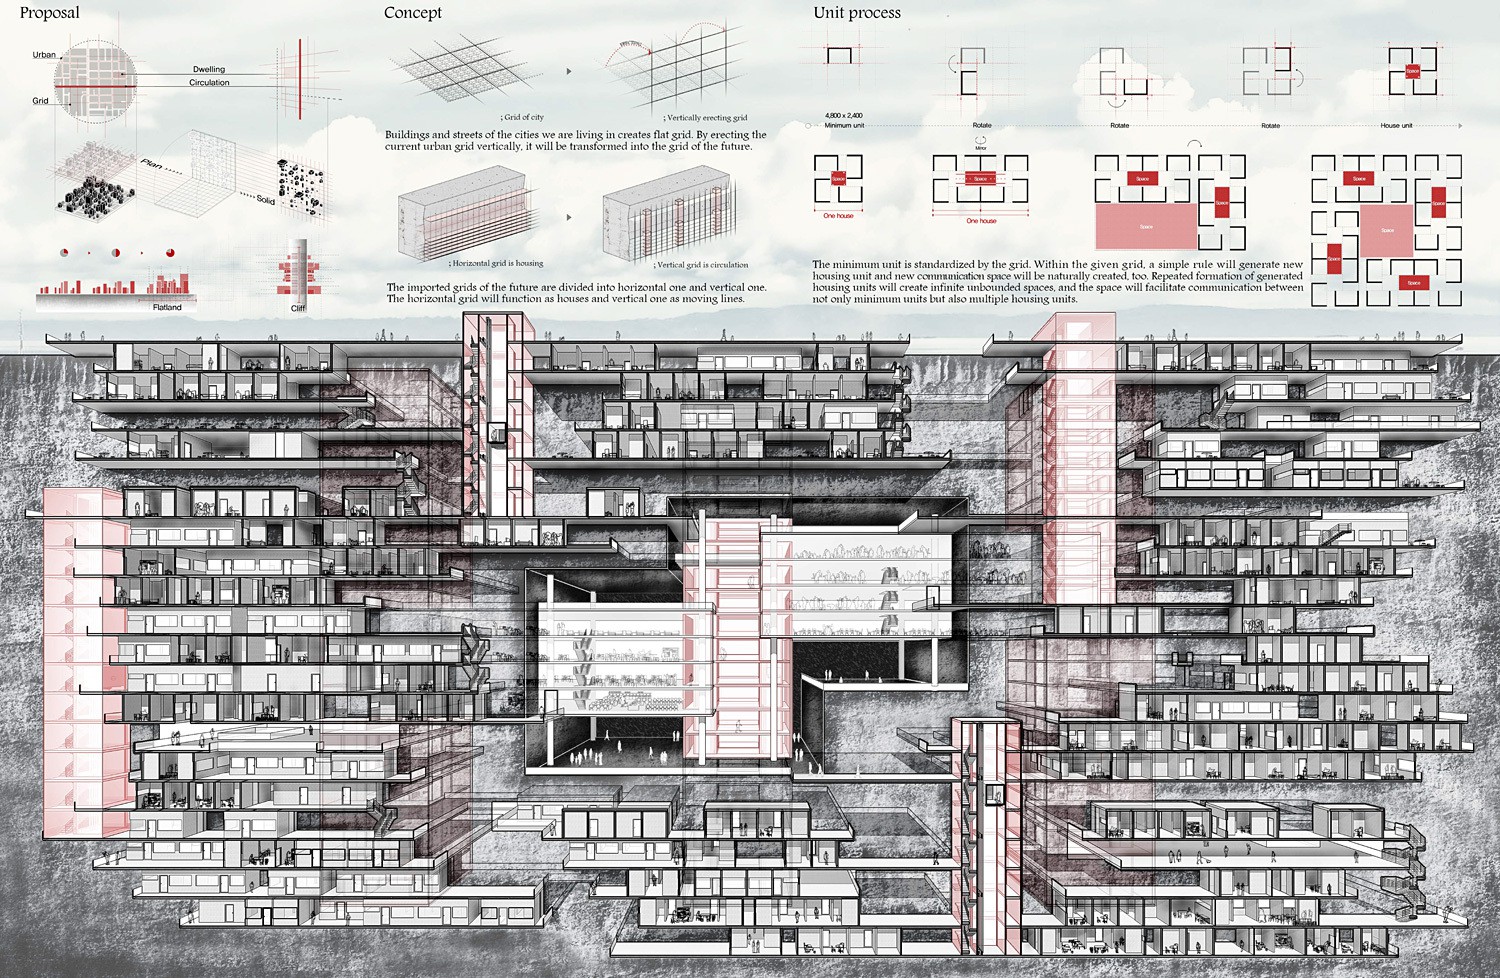 Proposal
Urban
Grid
Dwelling
Circulation
Plan
Solid
Flatland
Cliff
Concept
; Grid of city
; Vertically erecting grid
Buildings and streets of the cities we are living in creates flat grid. By erecting the
current urban grid vertically, it will be transformed into the grid of the future.
; Horizontal grid is housing
; Vertical grid is circulation
The imported grids of the future are divided into horizontal one and vertical one.
The horizontal grid will function as houses and vertical one as moving lines.
Unit process
Space
4,800 x 2,400
Minimum unit
Rotate
Rotate
Rotate
House unit
Mirror
Space
One house
Space
One house
Space
Space
Space
Space
Space
Space
Space
Space
The minimum unit is standardized by the grid. Within the given grid, a simple rule will generate new
housing unit and new communication space will be naturally created, too. Repeated formation of generated
housing units will create infinite unbounded spaces, and the space will facilitate communication between
not only minimum units but also multiple housing units.